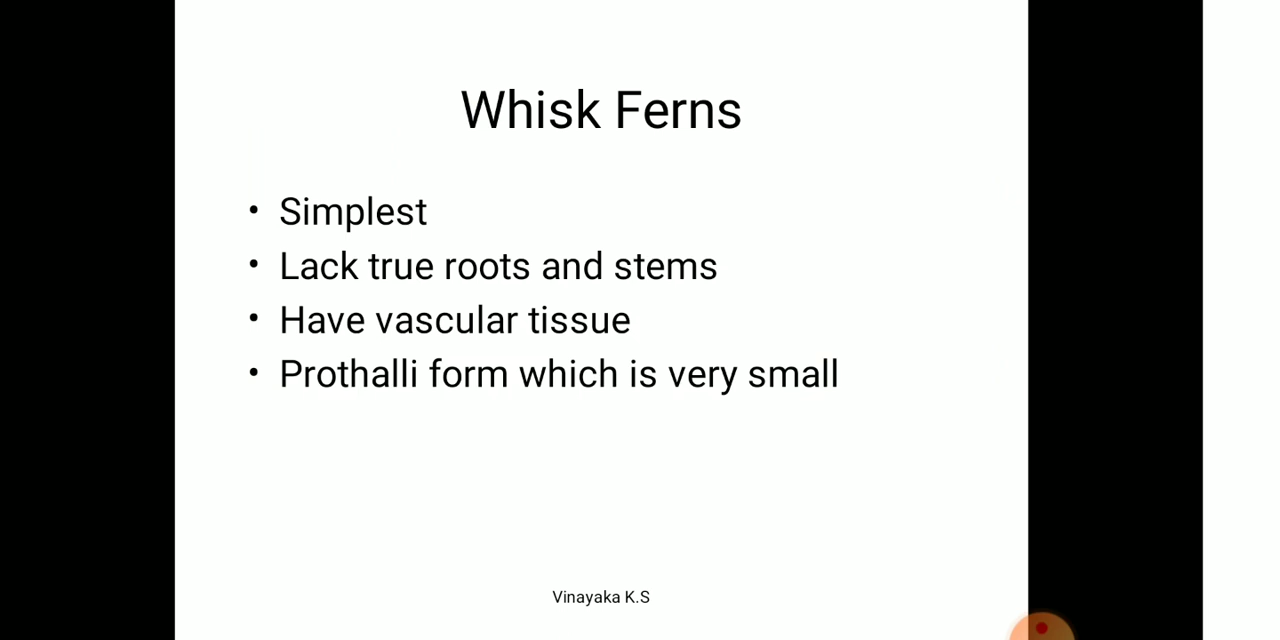 Whisk Ferns
• Simplest
• Lack true roots and stems
• Have vascular tissue
• Prothalli form which is very small
Vinayaka K.S